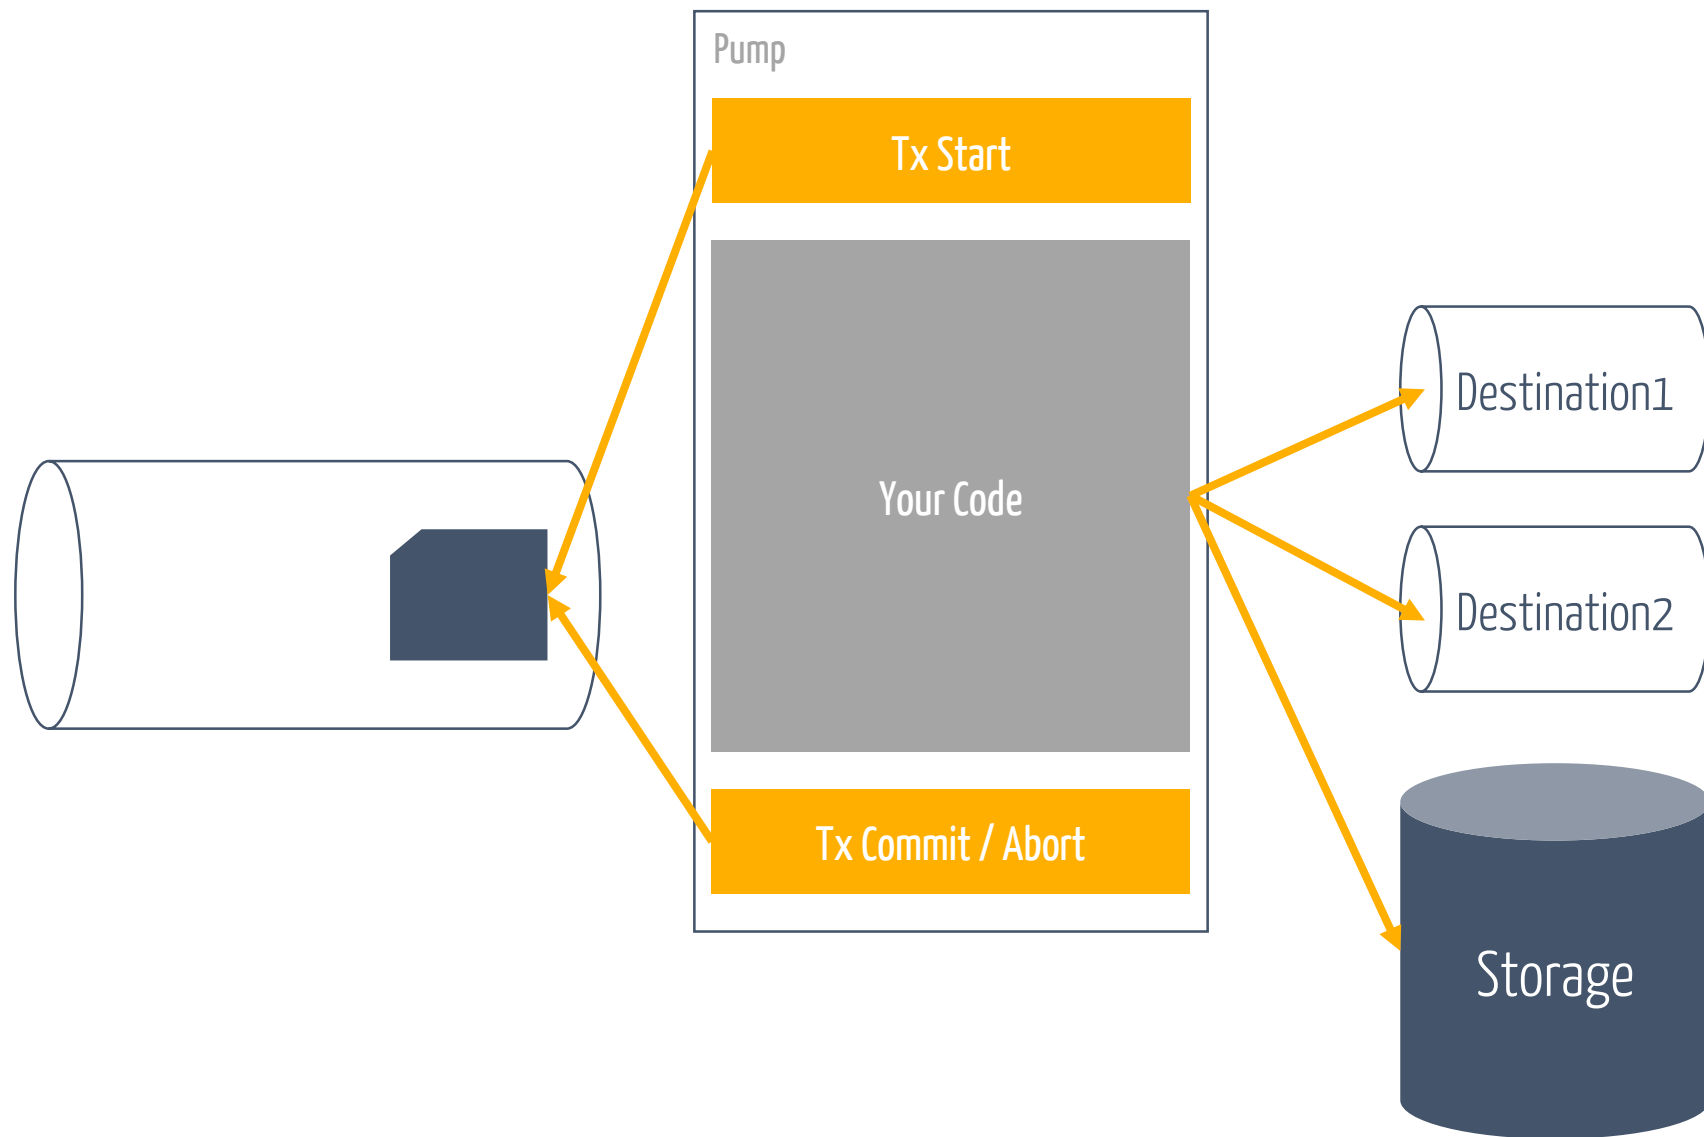 Pump
Tx Start
Your Code
Tx Commit / Abort
Destination1
Destination2
Storage